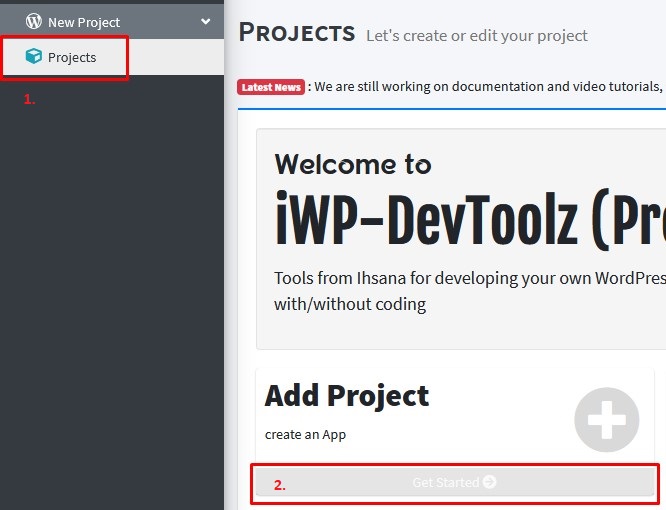 New Project
Projects
1.
Projects Let's create or edit your project
Latest News : We are still working on documentation and video tutorials,
Welcome to
iWP-DevToolz (Pr
Tools from Ihsana for developing your own WordPres
with/without coding
Add Project
create an App
2.
Get Started